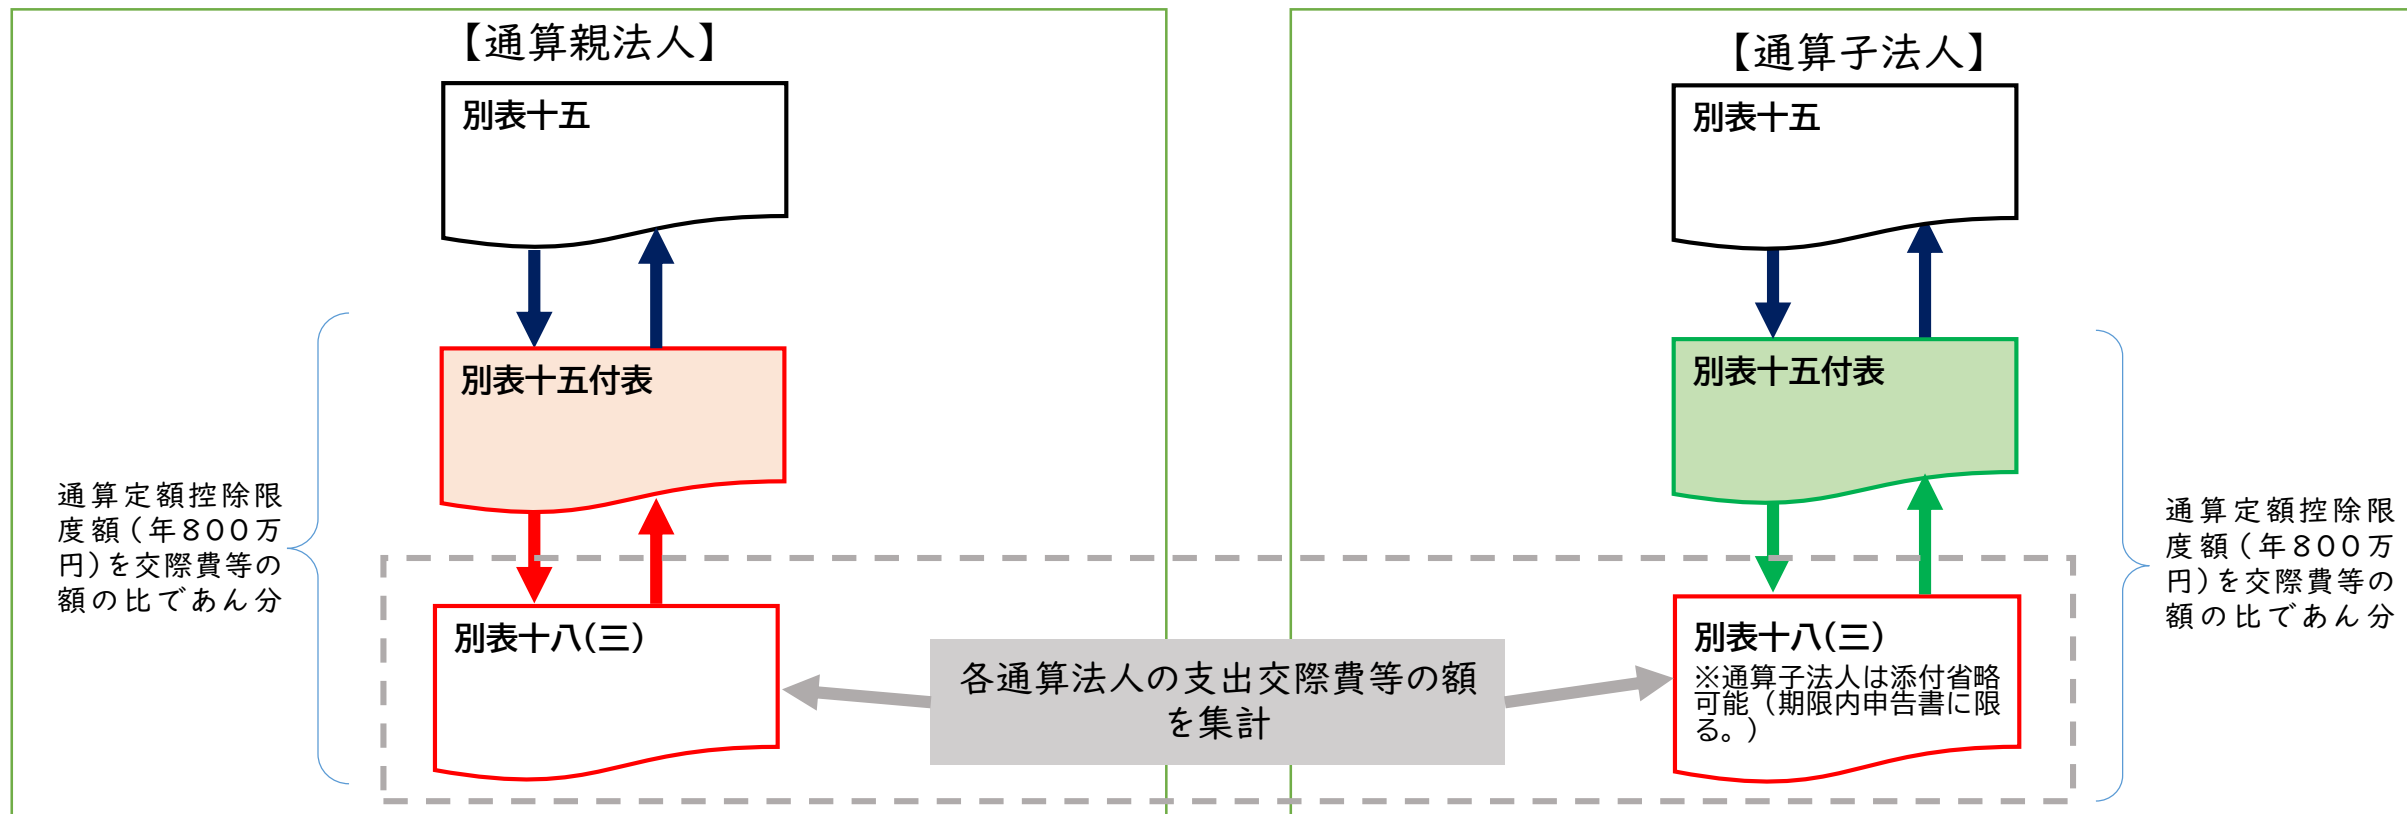 【通算親法人】
別表十五
別表十五付表
通算定額控除限
度額（年８００万
円）を交際費等の
額の比であん分
別表十八(三)
各通算法人の支出交際費等の額
を集計
【通算子法人】
別表十五
別表十五付表
別表十八(三)
※通算子法人は添付省略
可能（期限内申告書に限
る。）
通算定額控除限
度額（年８００万
円）を交際費等の
額の比であん分